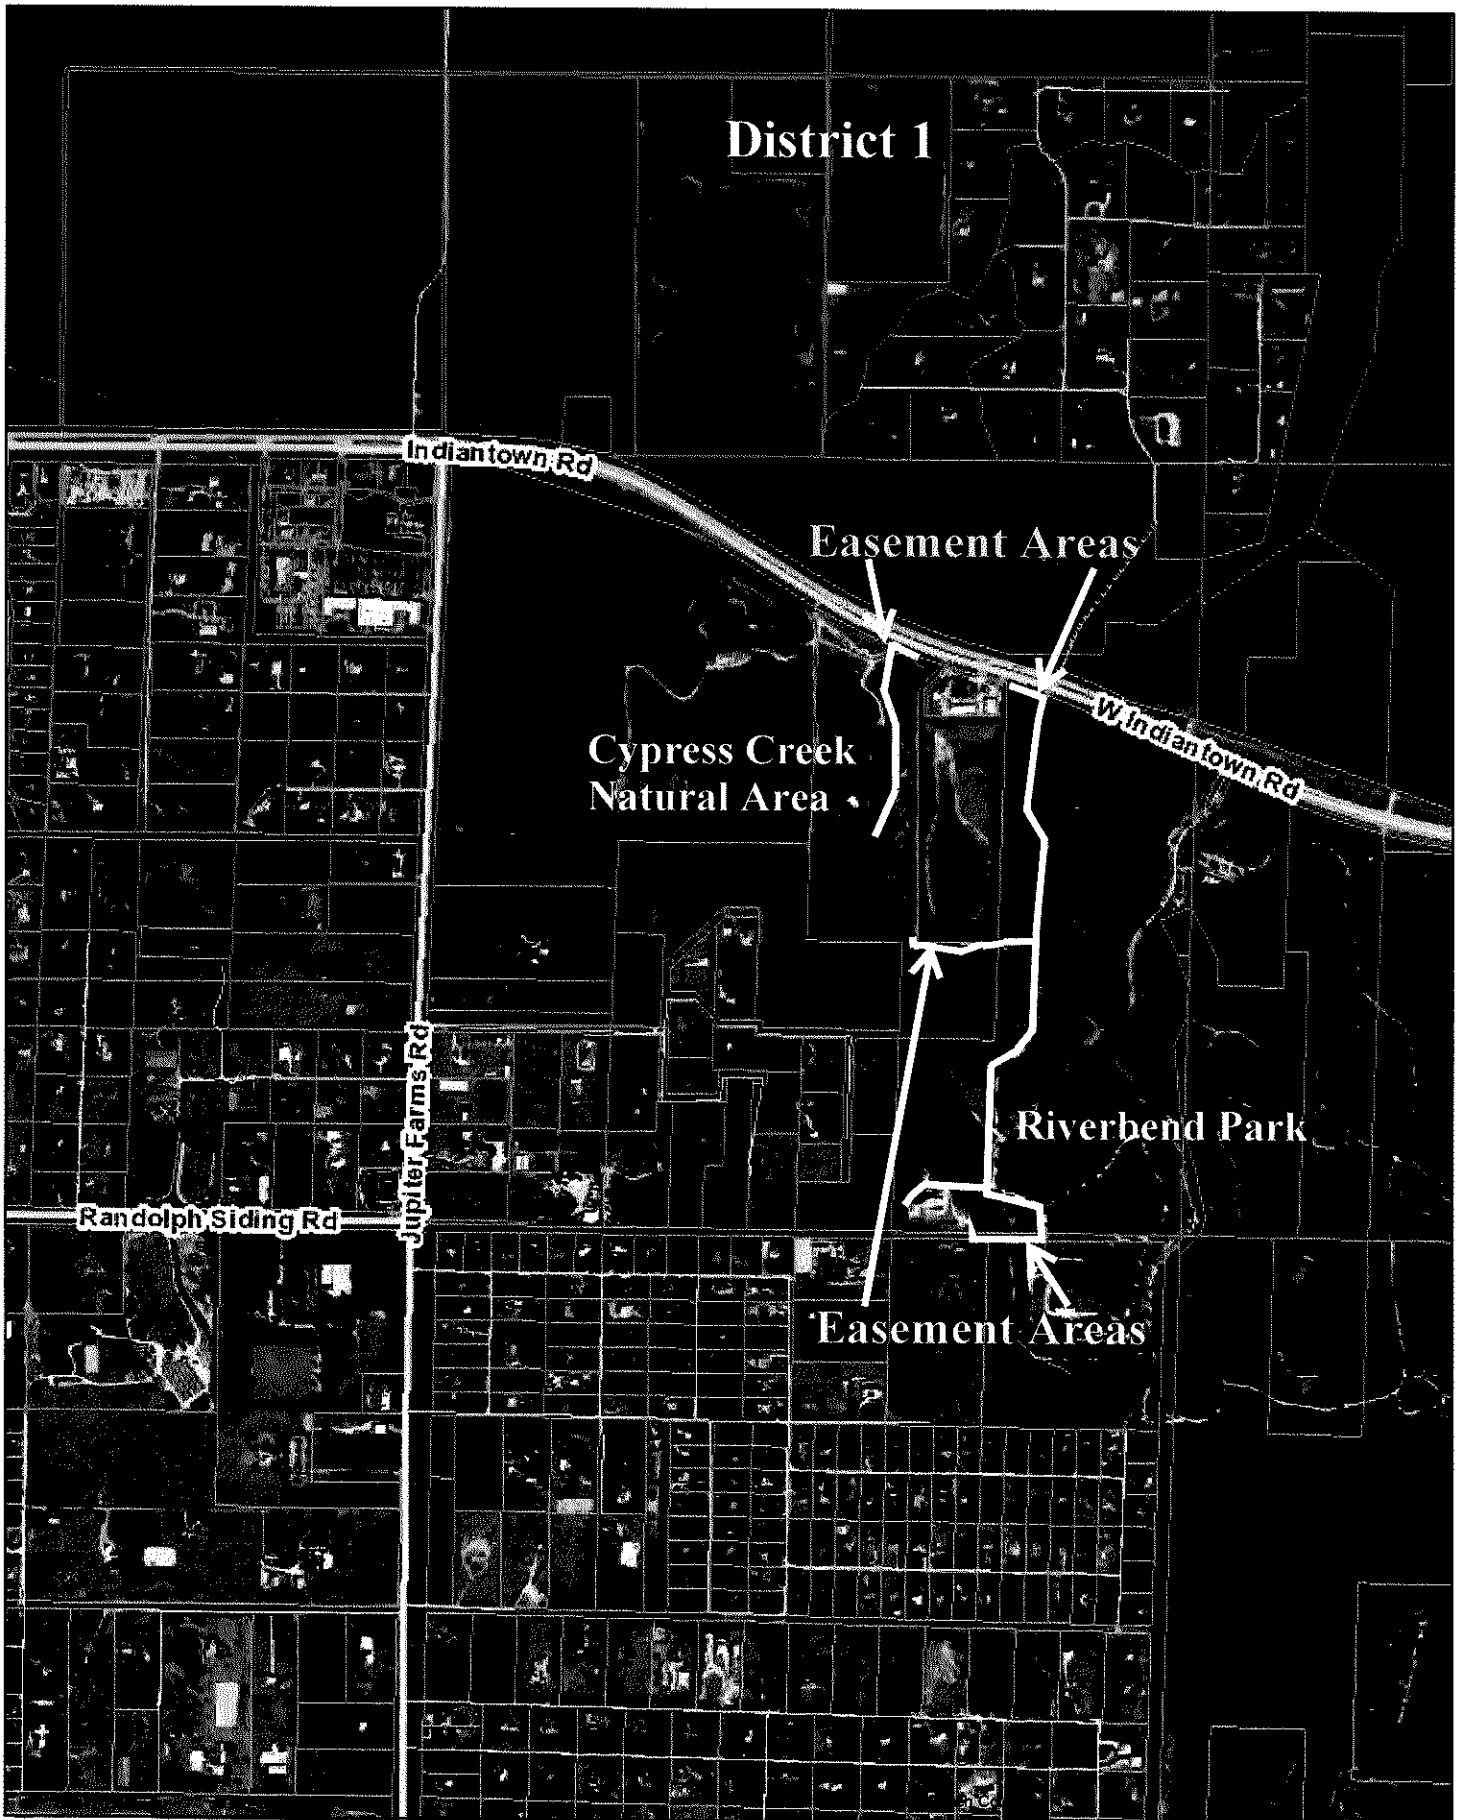 District 1
Indiantown Rd
Easement Areas
W Indiantown Rd
Cypress Creek
Natural Area
Jupiter Farms Rd
Riverbend Park
Randolph Siding Rd
Easement Areas